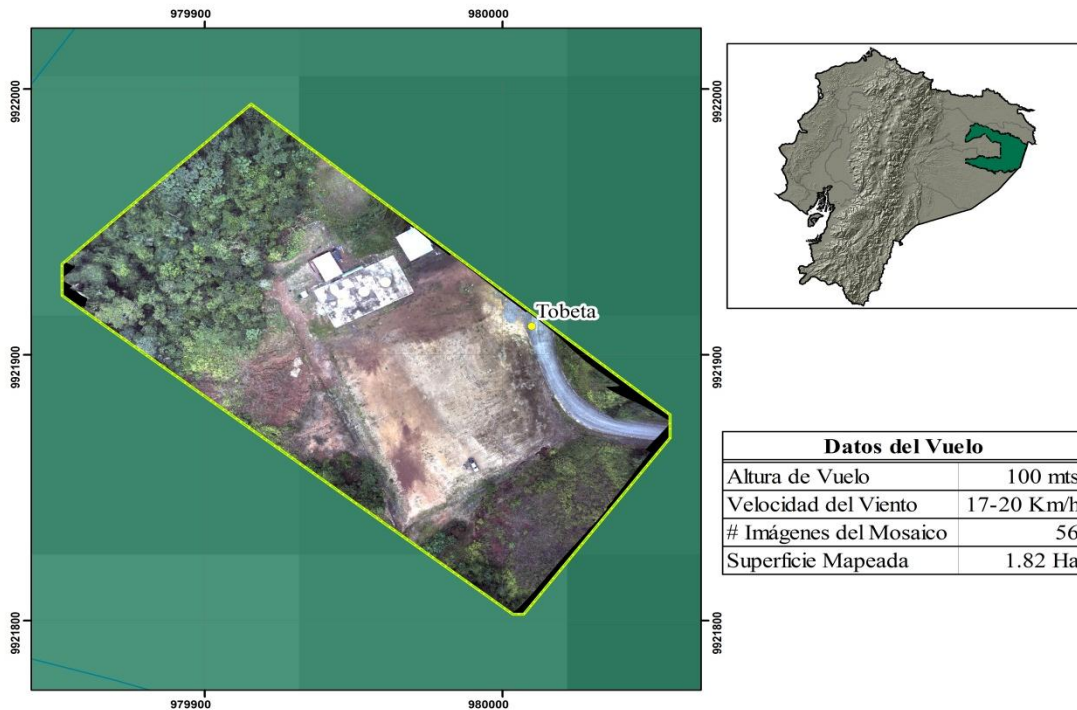 979900
980000
9922000
9922000
Tobeta
9921900
9921900
Datos del Vuelo
Altura de Vuelo 100 mts
Velocidad del Viento 17-20 Km/h
# Imágenes del Mosaico 56
Superficie Mapeada 1.82 Ha
9921800
9921800
979900
980000